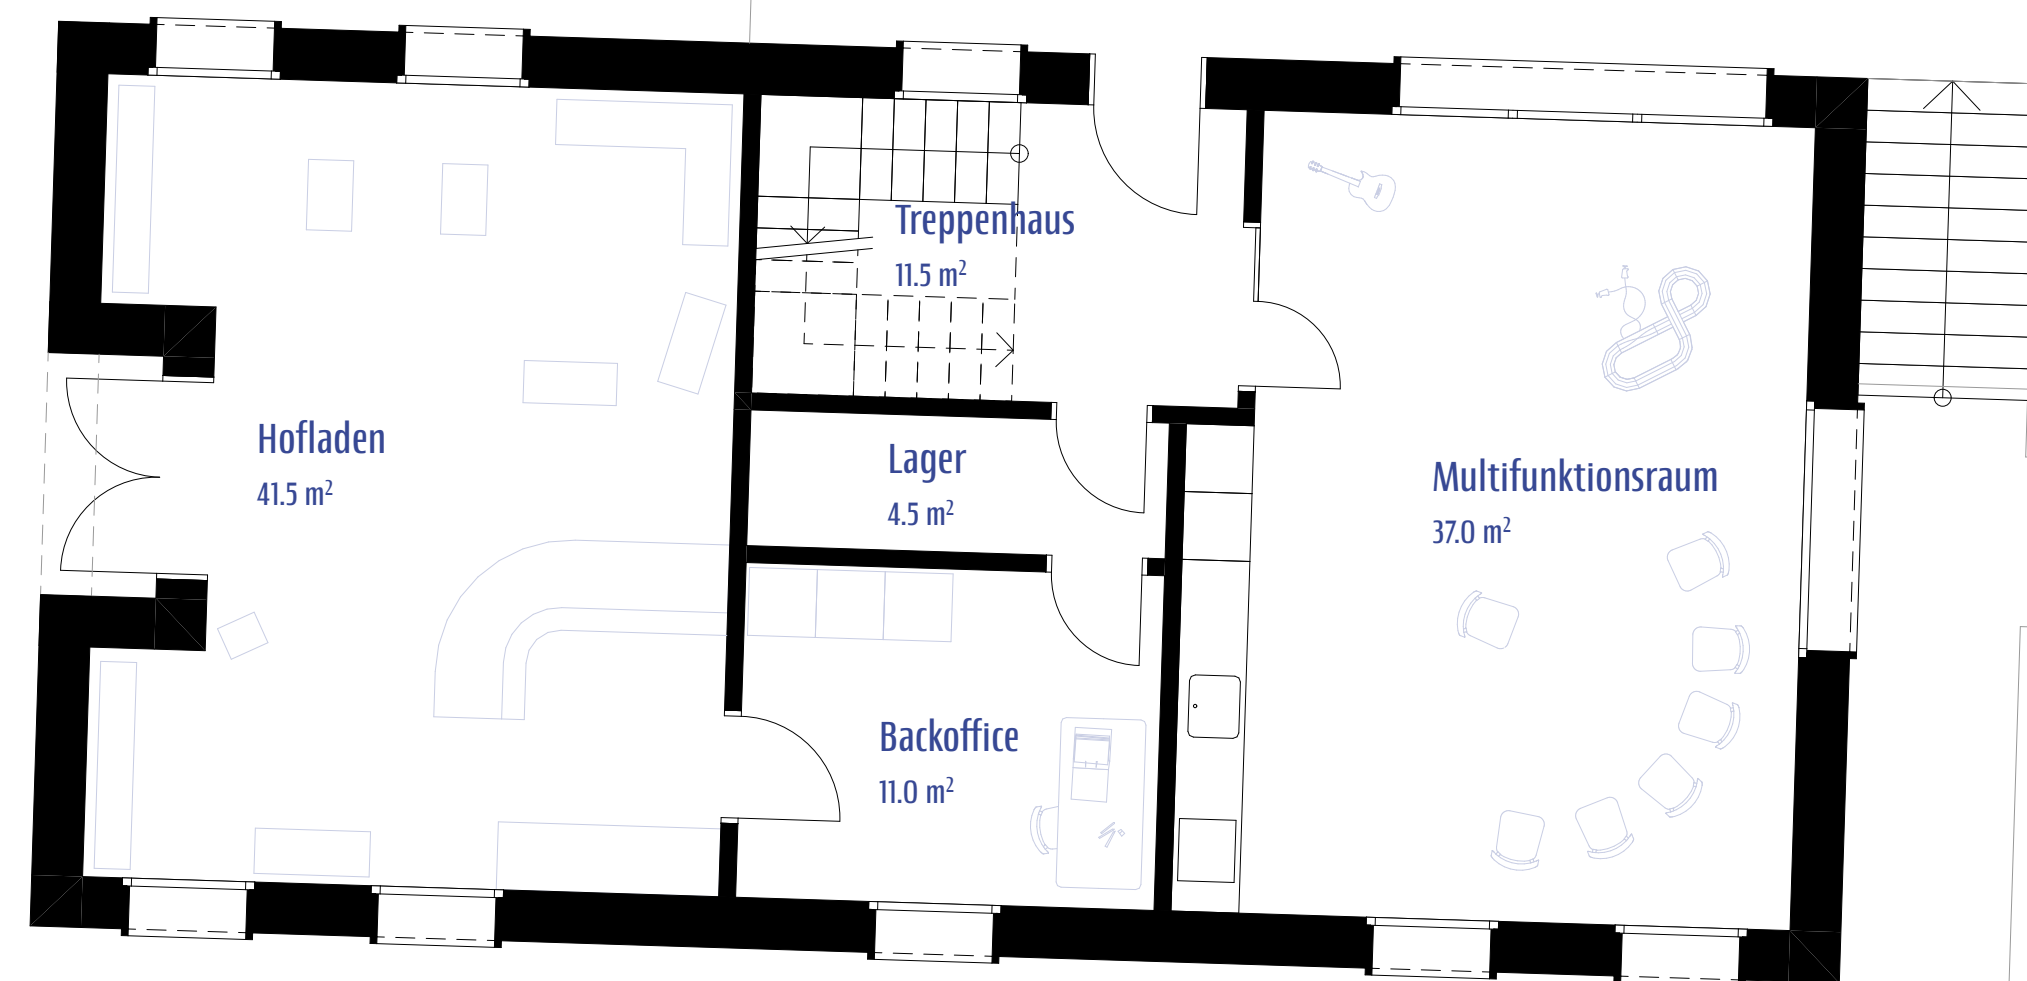 Treppenhaus
11.5 m²
Hofladen
41.5 m²
Lager
4.5 m²
Multifunktionsraum
37.0 m²
Backoffice
11.0 m²